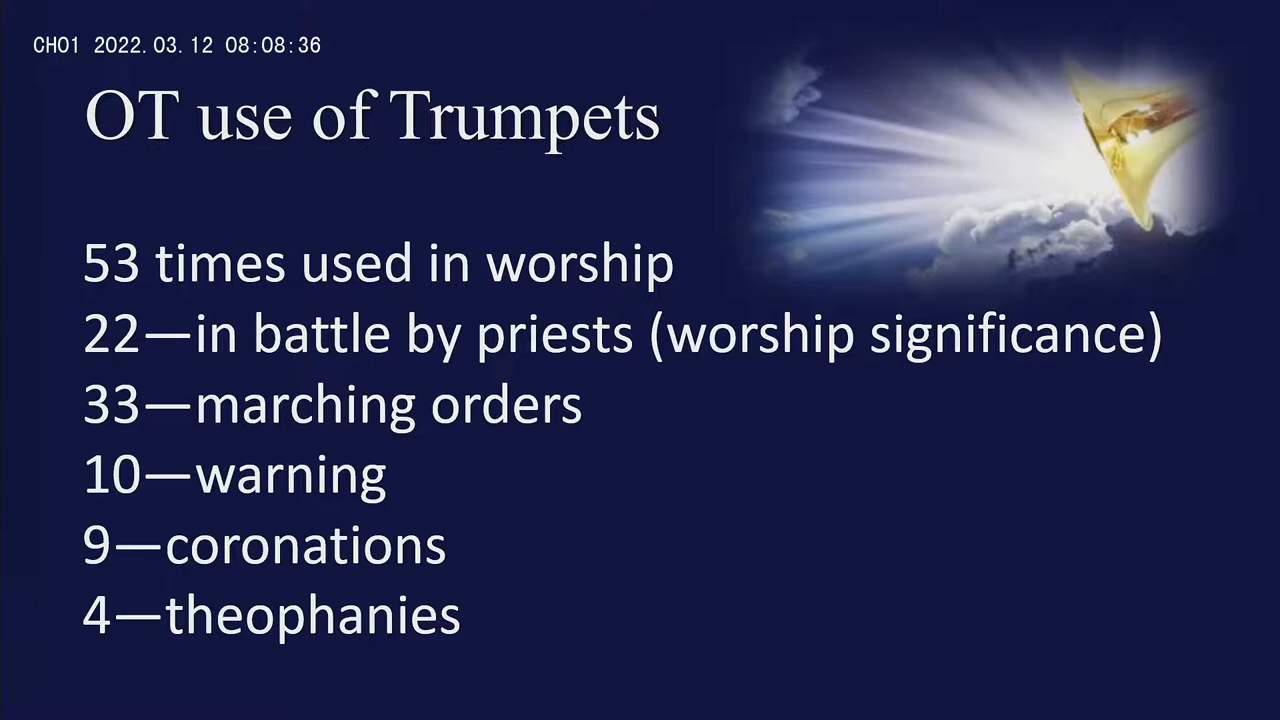 CH01 2022.03.12 08:08:36
OT use of Trumpets
53 times used in worship
22—in battle by priests (worship significance)
33—marching orders
10—warning
9—coronations
4—theophanies